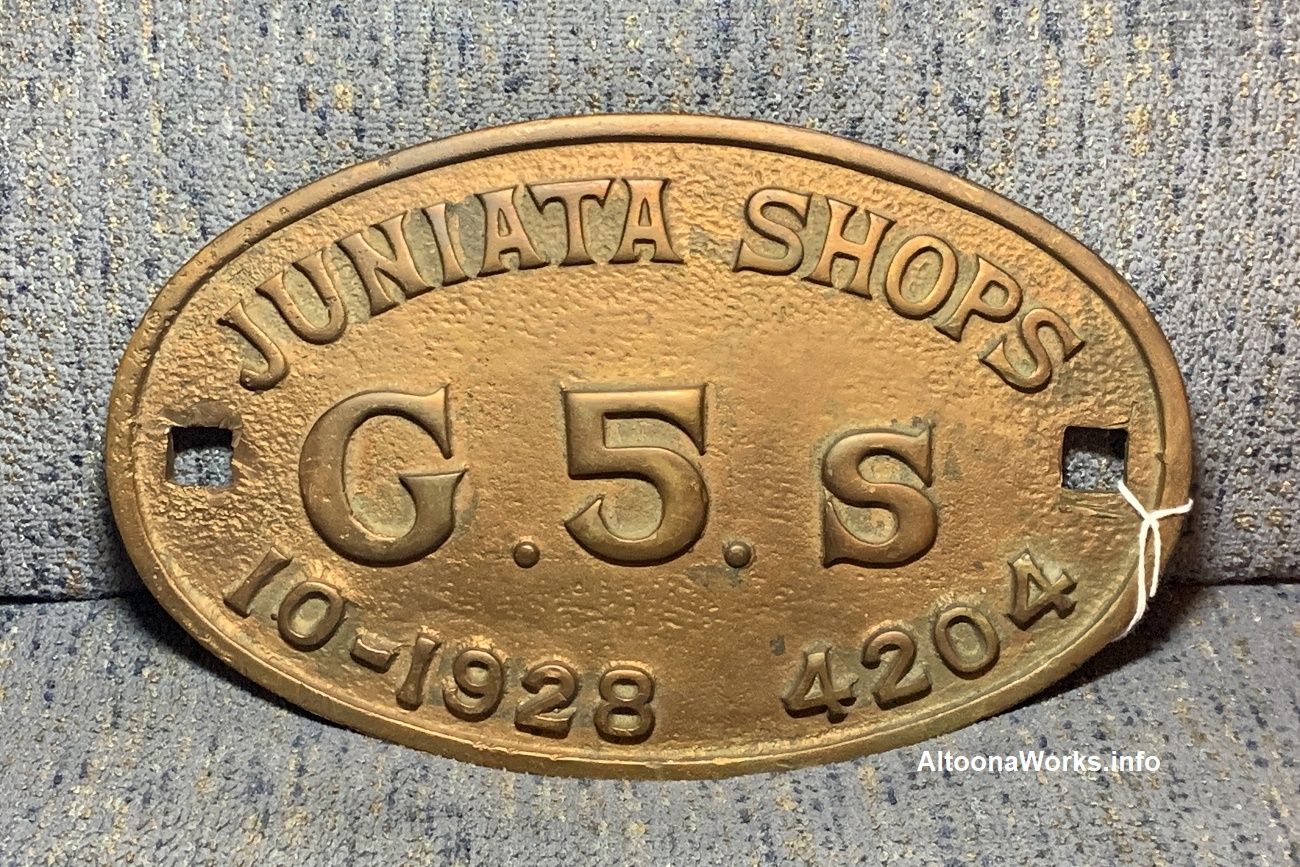 JUNIATA SHOPS
G.5.s
10-1928 4204
AltoonaWorks.info